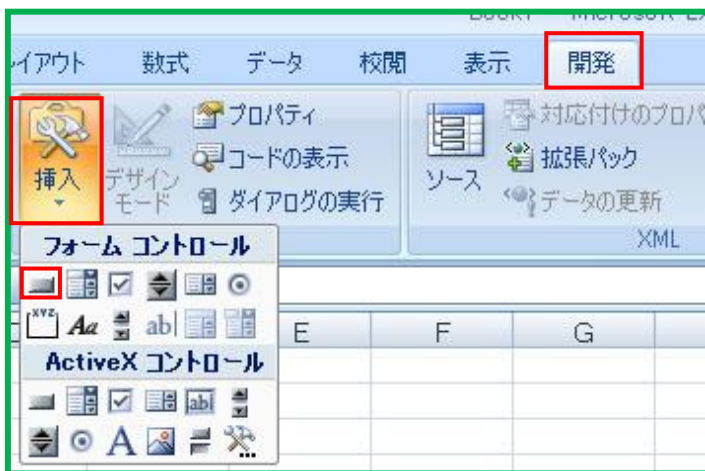 イアウト 数式 データ 校閲 表示 開発
挿入 デザイン モード プロパティ
コードの表示
ダイアログの実行
ソース 対応付けのプロパ
拡張パック
データの更新
XML
フォーム コントロール
XYZ Aa ab|
E F G
ActiveX コントロール
ab|
A